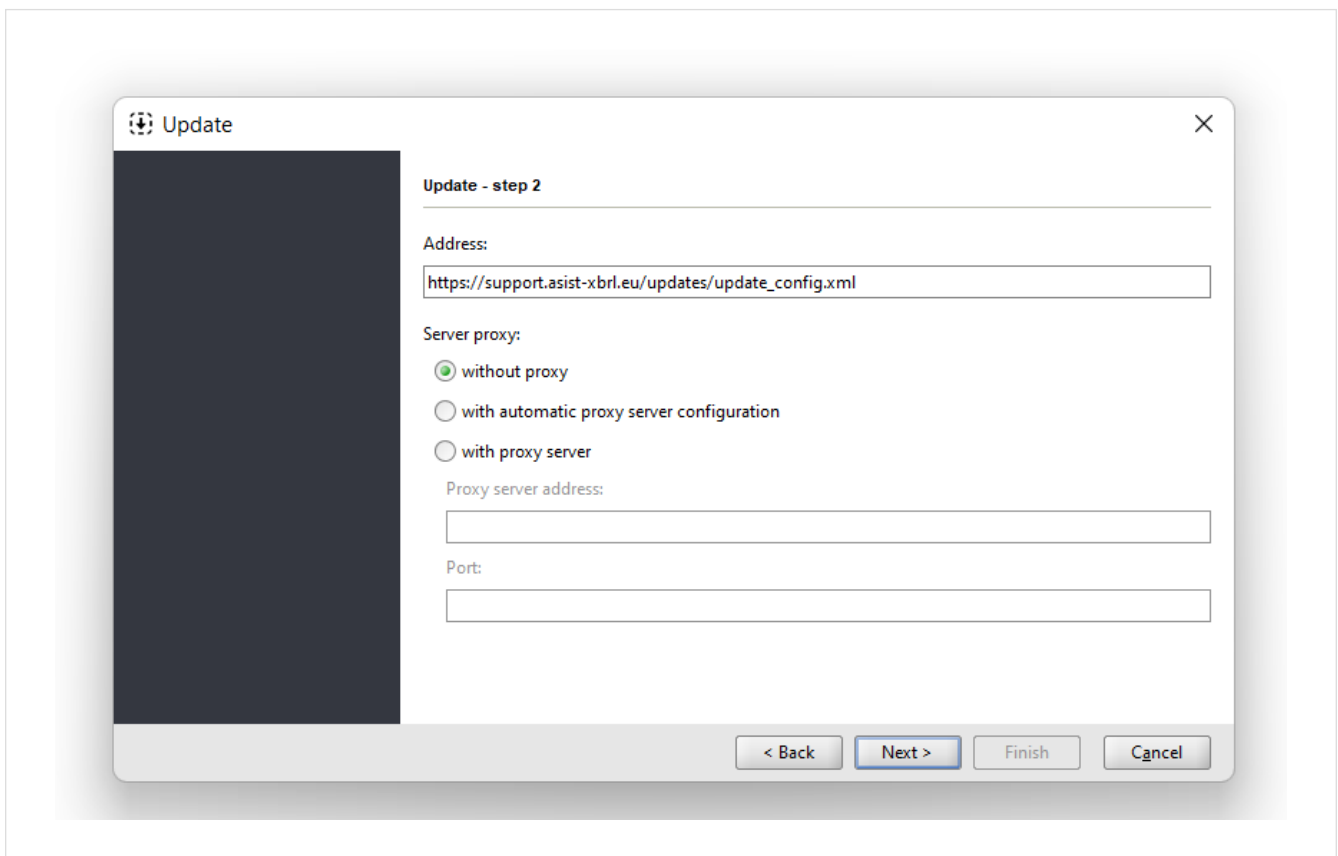 Update
Update - step 2
Address:
https://support.asist-xbrl.eu/updates/update_config.xml
Server proxy:
without proxy
with automatic proxy server configuration
with proxy server
Proxy server address:
Port:
< Back Next > Finish Cancel